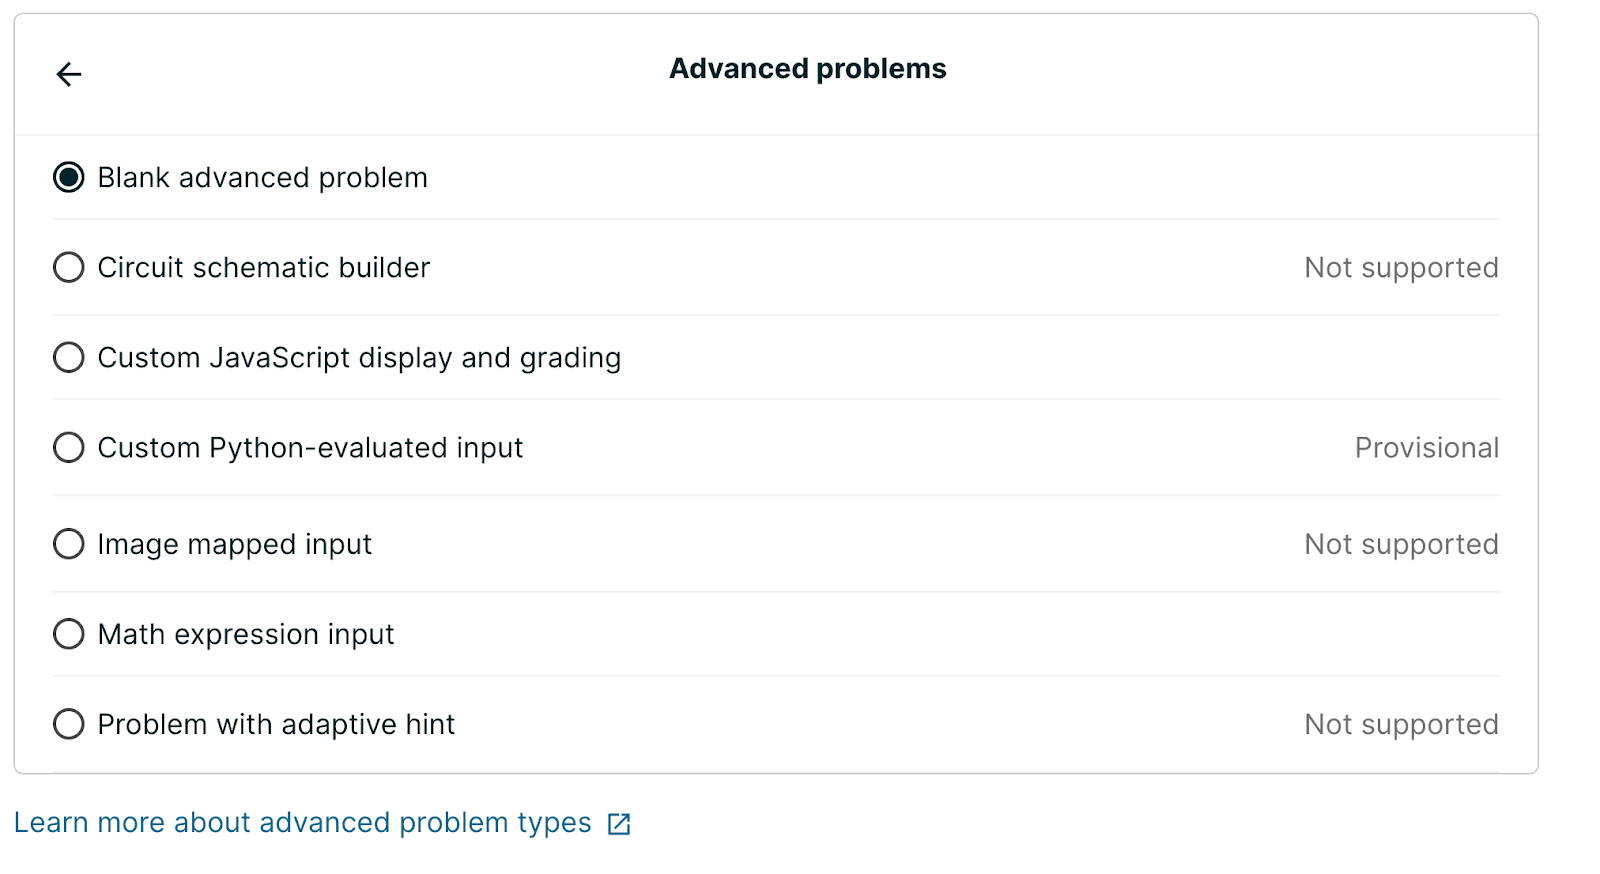 Advanced problems
Blank advanced problem
Circuit schematic builder Not supported
Custom JavaScript display and grading
Custom Python-evaluated input Provisional
Image mapped input Not supported
Math expression input
Problem with adaptive hint Not supported
Learn more about advanced problem types